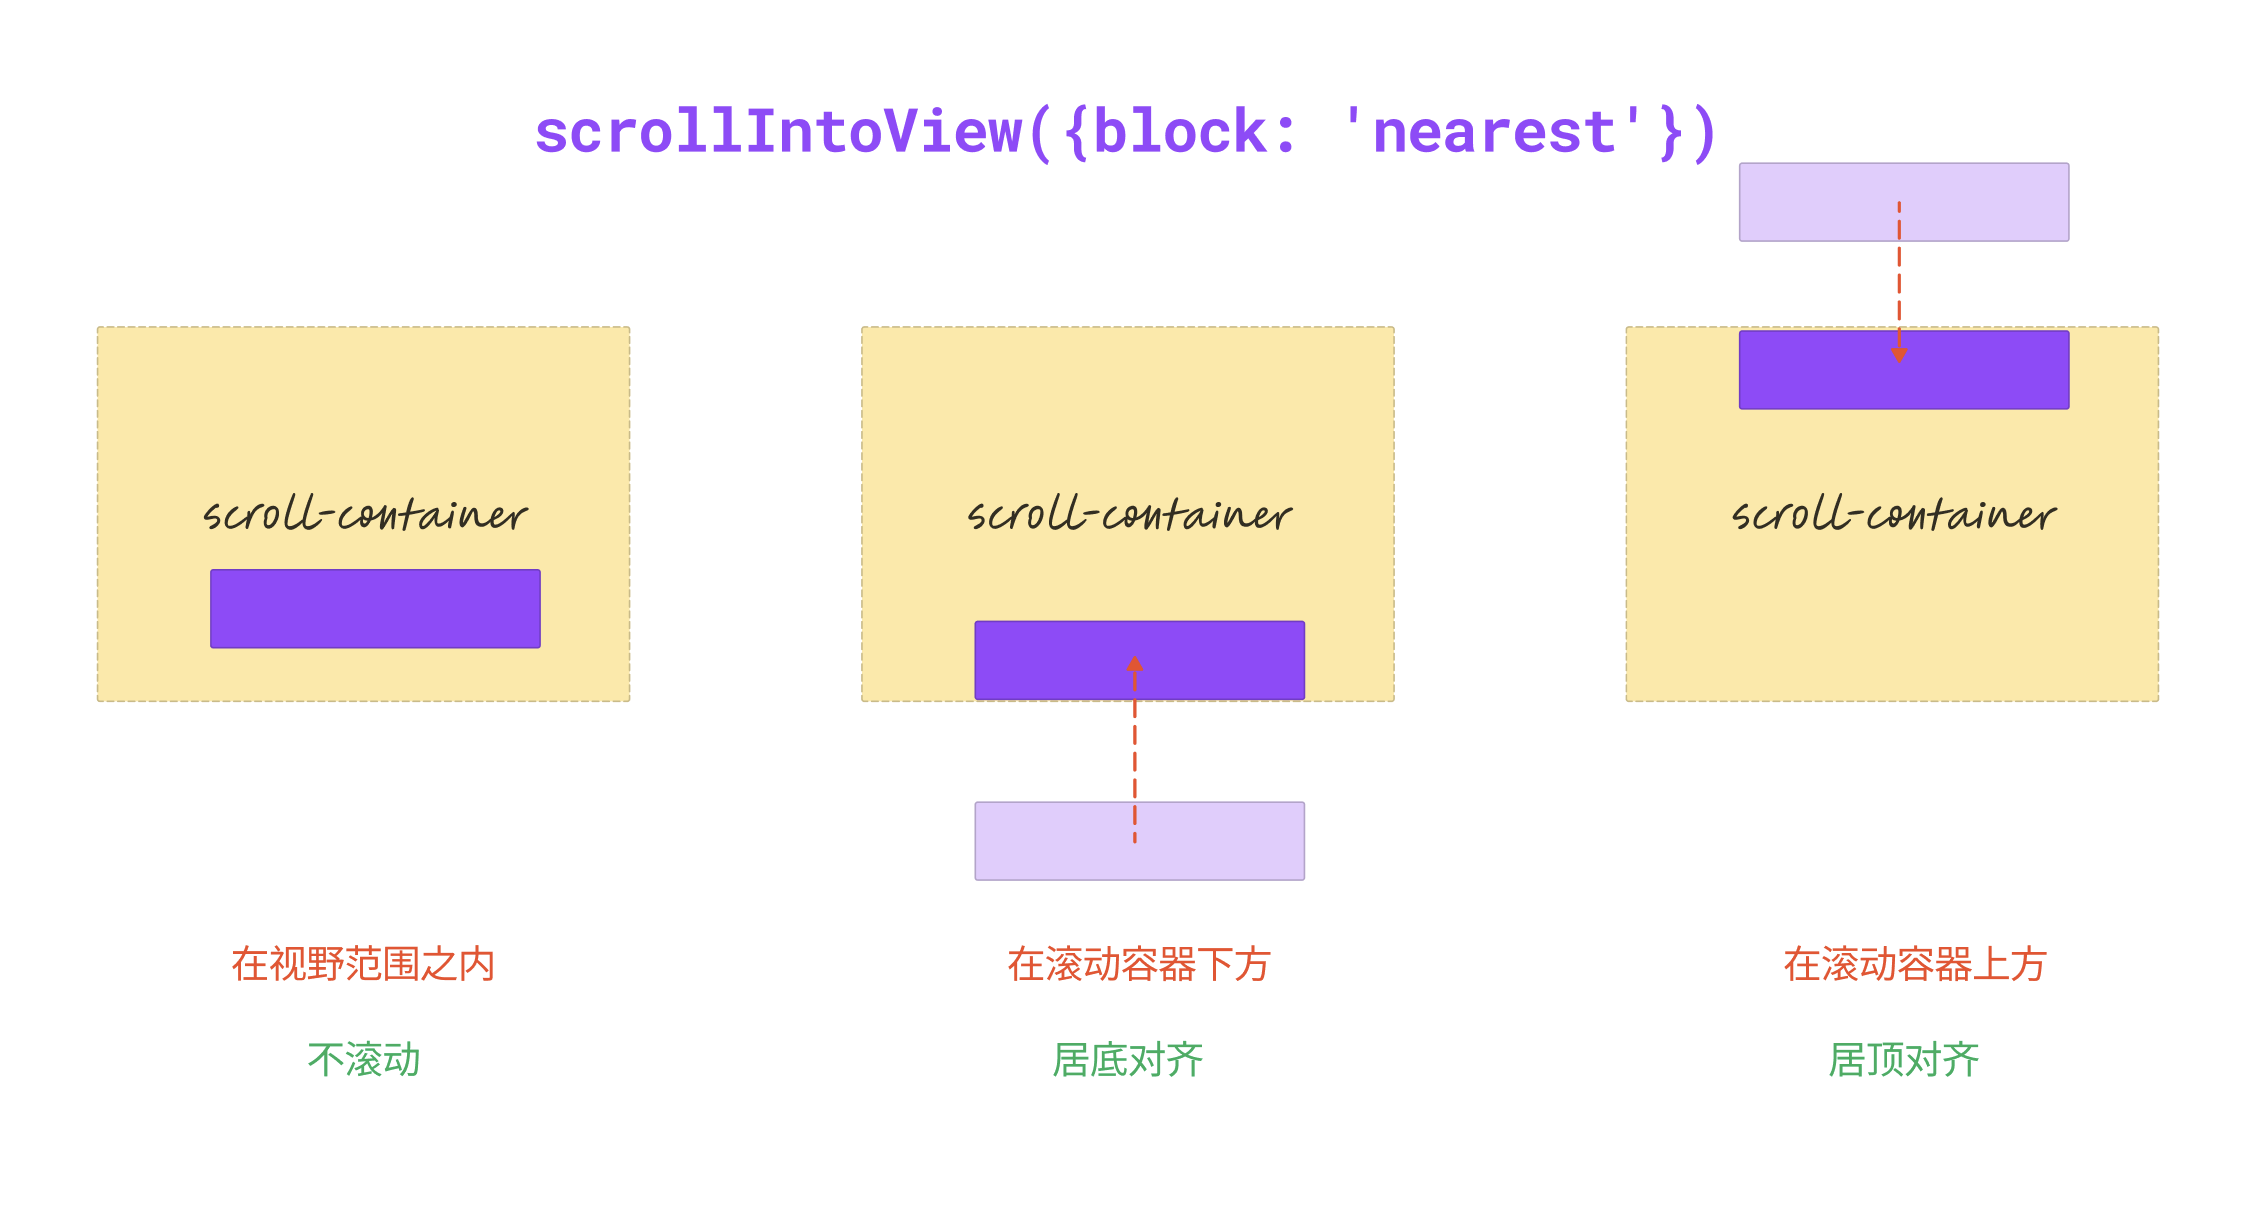 scrollIntoView({block: 'nearest'})
scroll-container
scroll-container
scroll-container
在视野范围之内
在滚动容器下方
在滚动容器上方
不滚动
居底对齐
居顶对齐